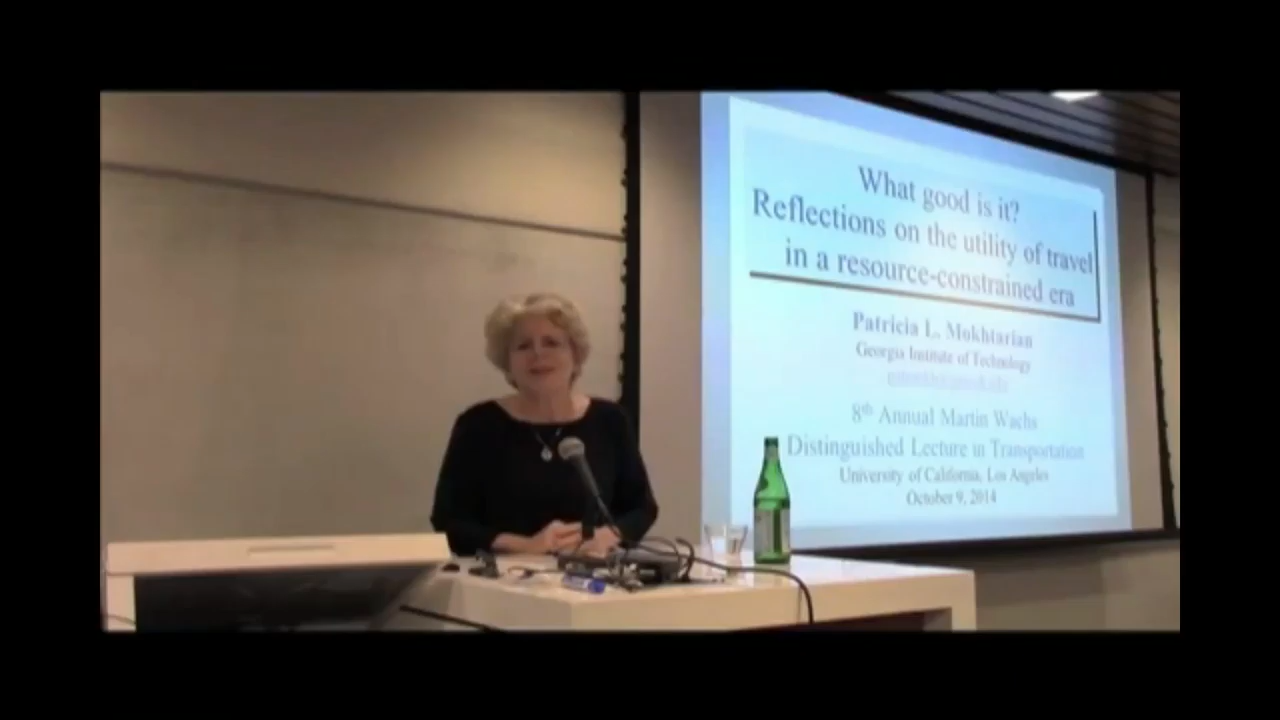 What good is it?
Reflections on the utility of travel
in a resource-constrained era
Patricia L. Mokhtarian
Georgia Institute of Technology
8th Annual Martin Wachs
Distinguished Lecture in Transportation
University of California, Los Angeles
October 9, 2014